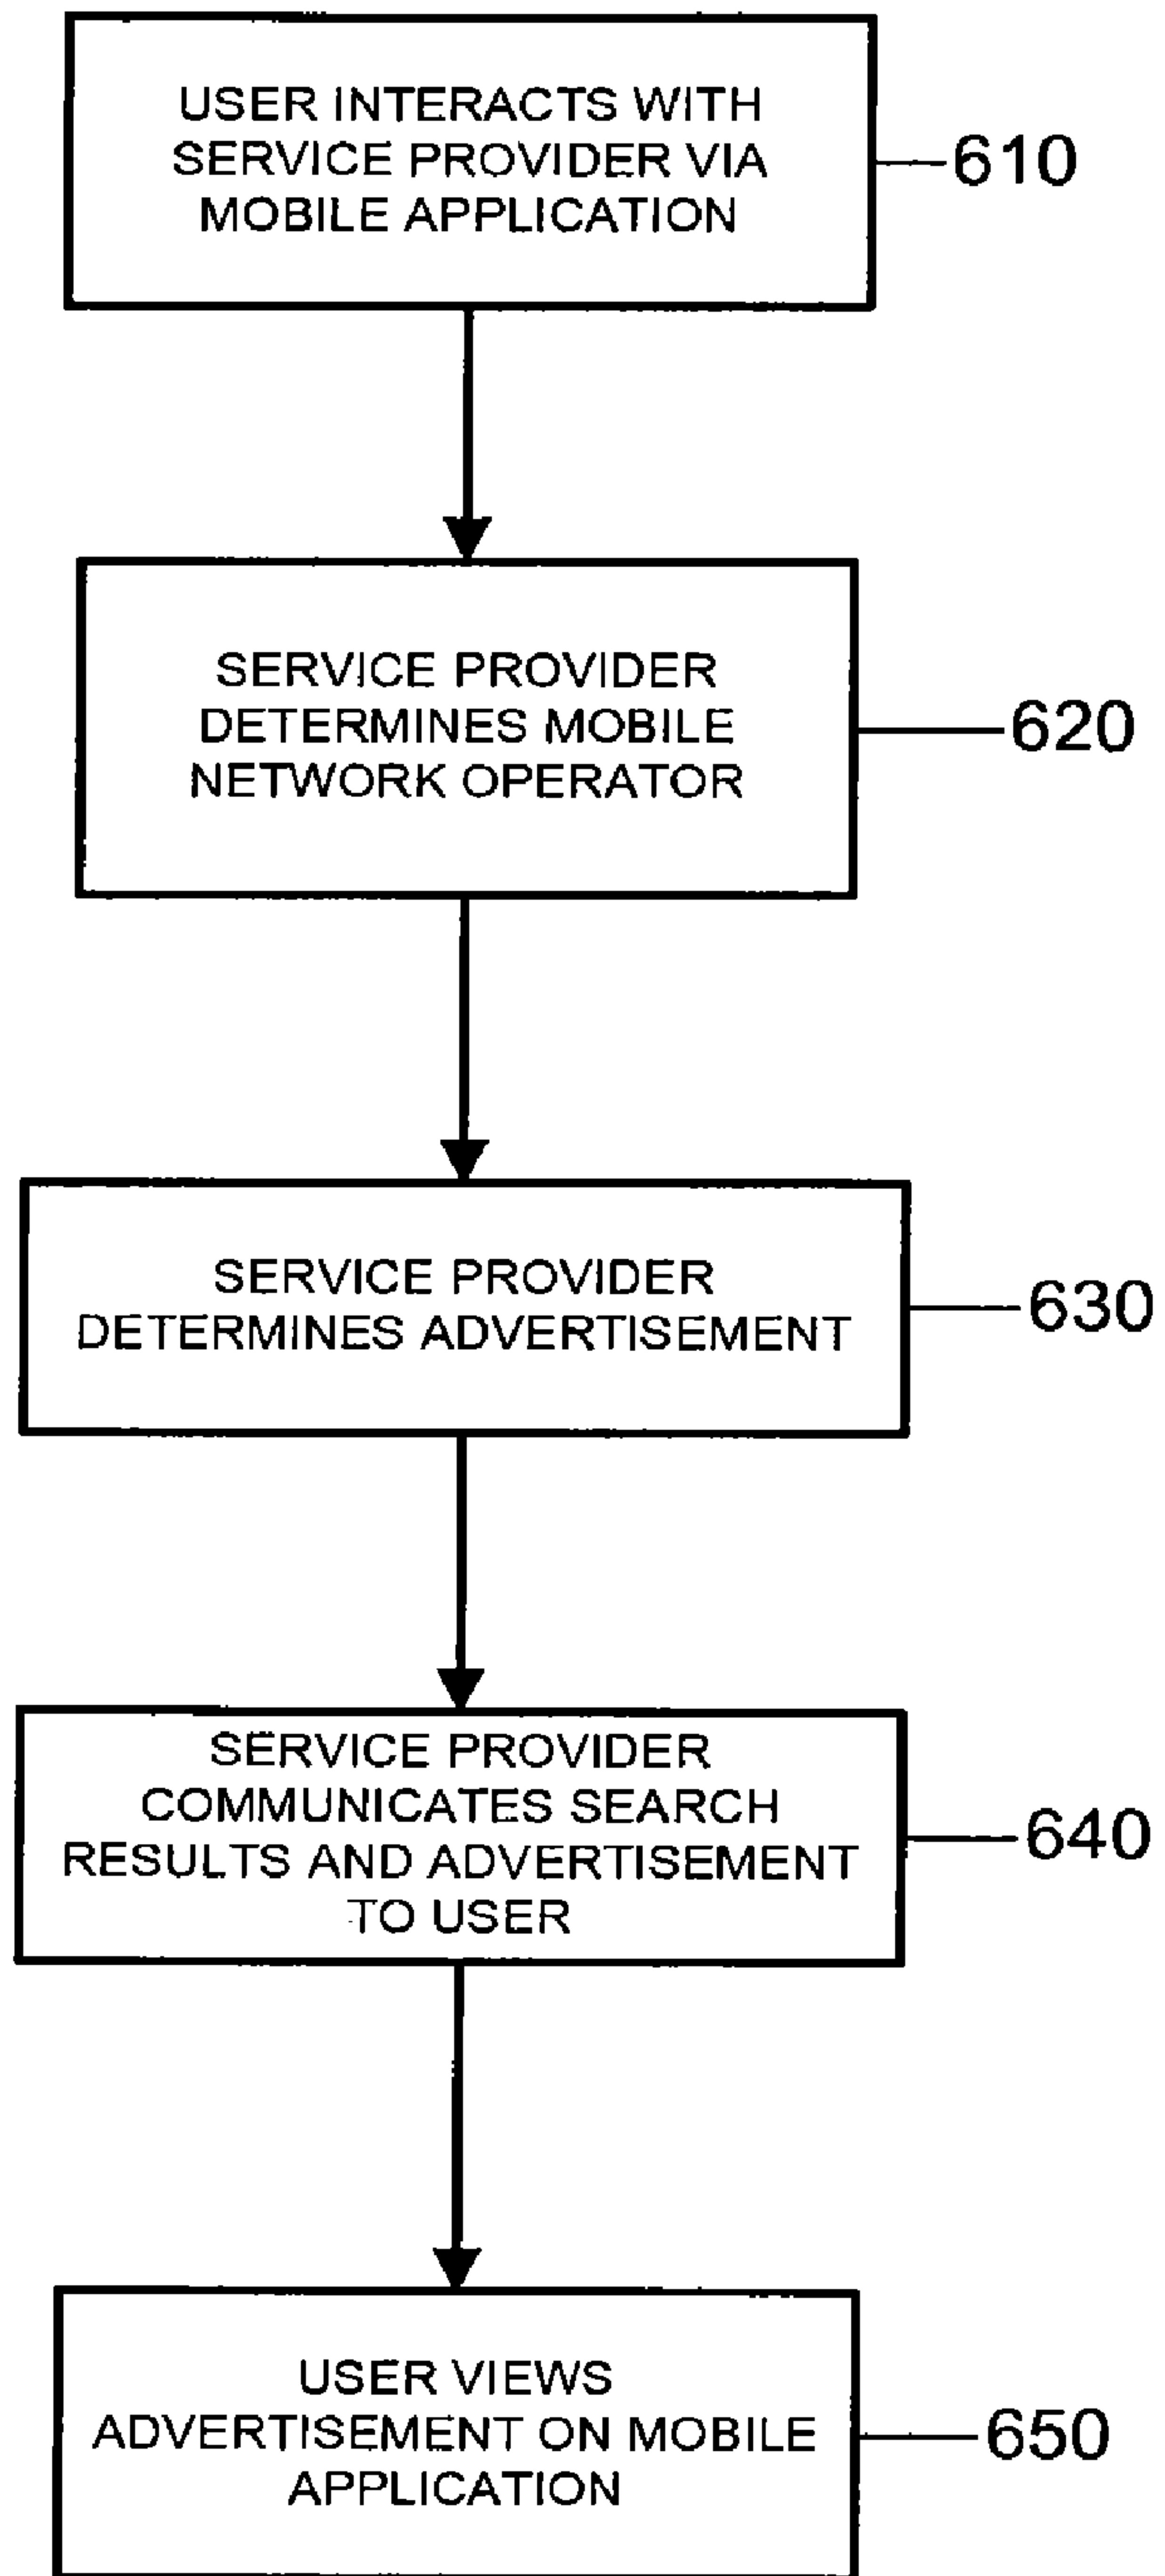 USER INTERACTS WITH
SERVICE PROVIDER VIA
MOBILE APPLICATION
610
SERVICE PROVIDER
DETERMINES MOBILE
NETWORK OPERATOR
620
SERVICE PROVIDER
DETERMINES ADVERTISEMENT
630
SERVICE PROVIDER
COMMUNICATES SEARCH
RESULTS AND ADVERTISEMENT
TO USER
640
USER VIEWS
ADVERTISEMENT ON MOBILE
APPLICATION
650